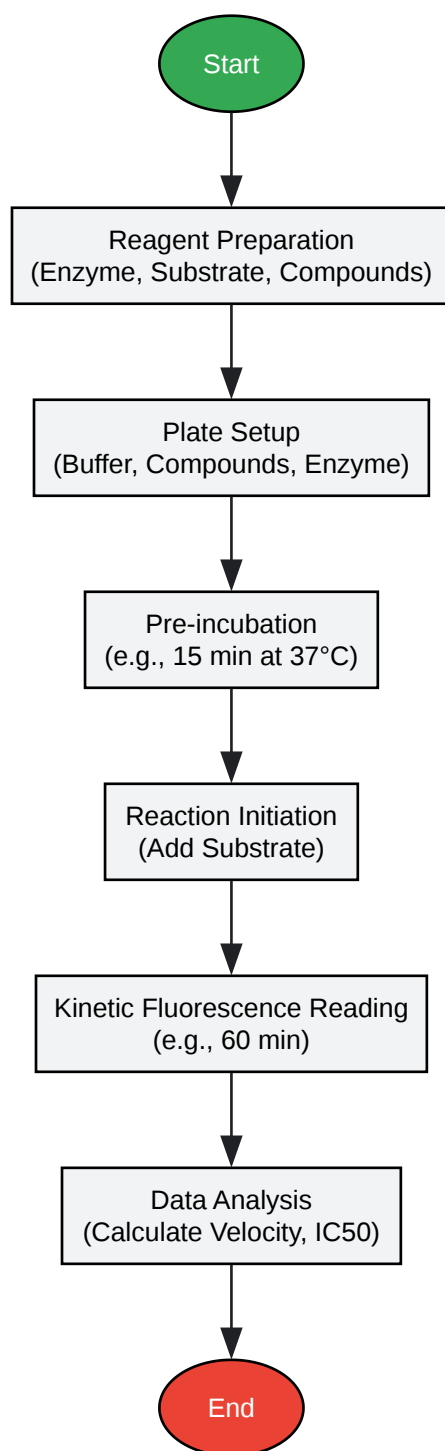 Start
Reagent Preparation
(Enzyme, Substrate, Compounds)
Plate Setup
(Buffer, Compounds, Enzyme)
Pre-incubation
(e.g., 15 min at 37°C)
Reaction Initiation
(Add Substrate)
Kinetic Fluorescence Reading
(e.g., 60 min)
Data Analysis
(Calculate Velocity, IC50)
End